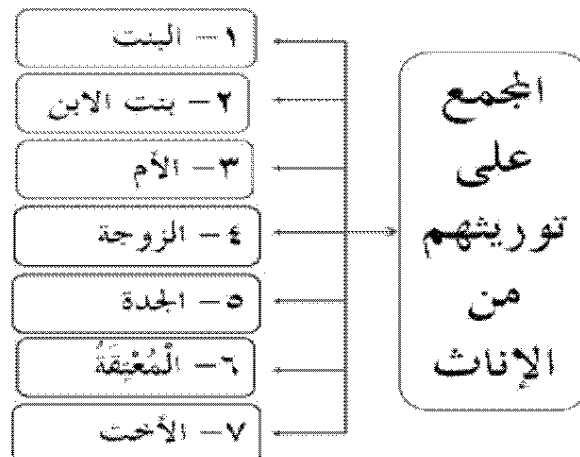 المجمع
على
توريثهم
من
الإناث
١- البنت
٢- بنت الابن
٣- الأم
٤- الزوجة
٥- الجدة
٦- الْمُعْتِقَةُ
٧- الأخت